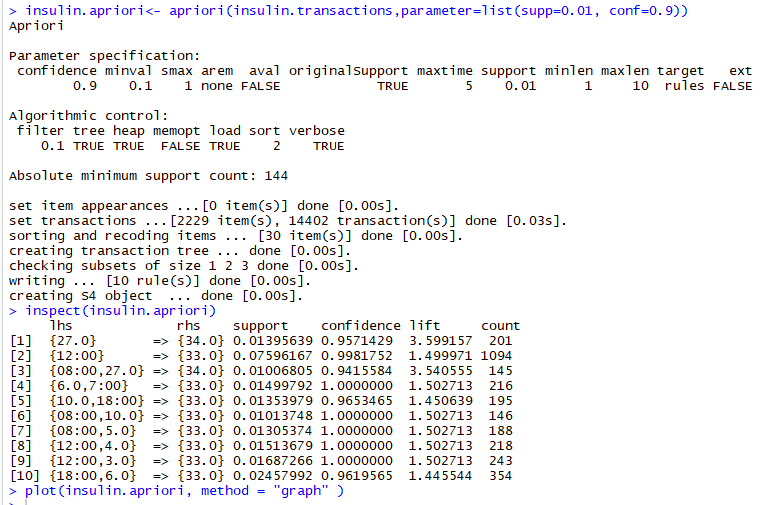 > insulin.apriori<- apriori(insulin.transactions,parameter=list(supp=0.01, conf=0.9))
Apriori
Parameter specification:
confidence minval smax arem aval originalSupport maxtime support minlen maxlen target ext
0.9 0.1 1 none FALSE TRUE 5 0.01 1 10 rules FALSE
Algorithmic control:
filter tree heap memopt load sort verbose
0.1 TRUE TRUE FALSE TRUE 2 TRUE
Absolute minimum support count: 144
set item appearances ...[0 item(s)] done [0.00s].
set transactions ...[2229 item(s), 14402 transaction(s)] done [0.03s].
sorting and recoding items ... [30 item(s)] done [0.00s].
creating transaction tree ... done [0.00s].
checking subsets of size 1 2 3 done [0.00s].
writing ... [10 rule(s)] done [0.00s].
creating S4 object ... done [0.00s].
> inspect(insulin.apriori)
lhs rhs support confidence lift count
[1] {27.0} => {34.0} 0.01395639 0.9571429 3.599157 201
[2] {12:00} => {33.0} 0.07596167 0.9981752 1.499971 1094
[3] {08:00,27.0} => {34.0} 0.01006805 0.9415584 3.540555 145
[4] {6.0,7:00} => {33.0} 0.01499792 1.0000000 1.502713 216
[5] {10.0,18:00} => {33.0} 0.01353979 0.9653465 1.450639 195
[6] {08:00,10.0} => {33.0} 0.01013748 1.0000000 1.502713 146
[7] {08:00,5.0} => {33.0} 0.01305374 1.0000000 1.502713 188
[8] {12:00,4.0} => {33.0} 0.01513679 1.0000000 1.502713 218
[9] {12:00,3.0} => {33.0} 0.01687266 1.0000000 1.502713 243
[10] {18:00,6.0} => {33.0} 0.02457992 0.9619565 1.445544 354
> plot(insulin.apriori, method = "graph" )
>